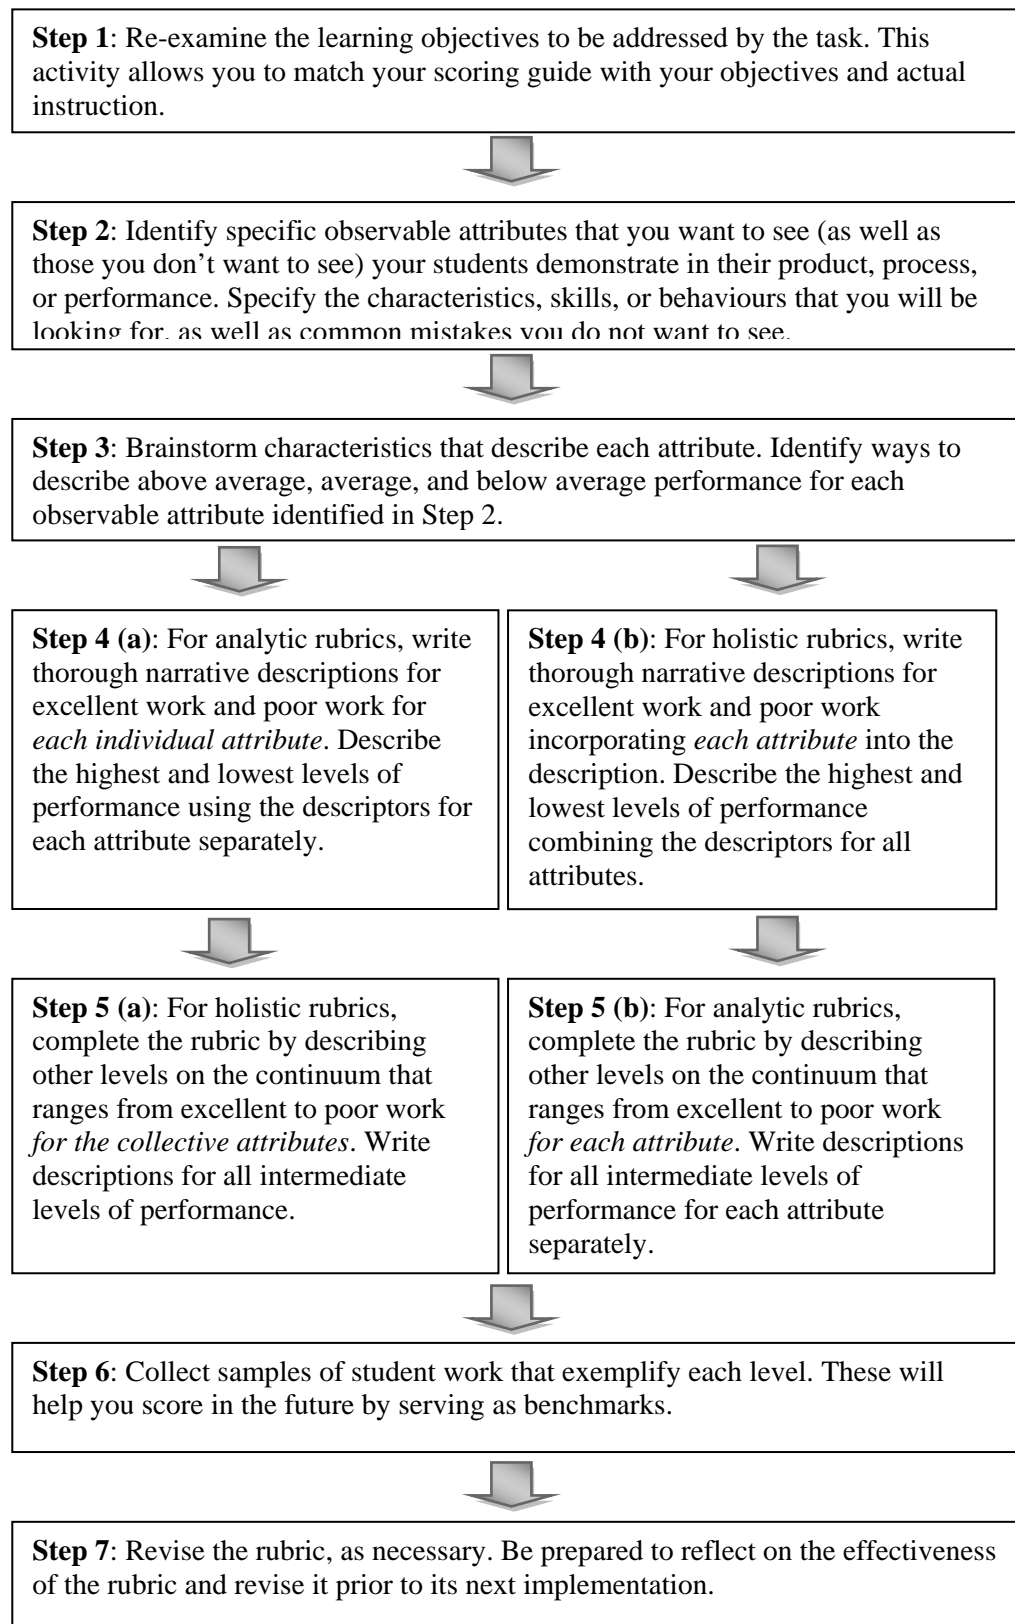 Step 1: Re-examine the learning objectives to be addressed by the task. This
activity allows you to match your scoring guide with your objectives and actual
instruction.
Step 2: Identify specific observable attributes that you want to see (as well as
those you don’t want to see) your students demonstrate in their product, process,
or performance. Specify the characteristics, skills, or behaviours that you will be
looking for, as well as common mistakes you do not want to see.
Step 3: Brainstorm characteristics that describe each attribute. Identify ways to
describe above average, average, and below average performance for each
observable attribute identified in Step 2.
Step 4 (a): For analytic rubrics, write
thorough narrative descriptions for
excellent work and poor work for
each individual attribute. Describe
the highest and lowest levels of
performance using the descriptors for
each attribute separately.
Step 4 (b): For holistic rubrics, write
thorough narrative descriptions for
excellent work and poor work
incorporating each attribute into the
description. Describe the highest and
lowest levels of performance
combining the descriptors for all
attributes.
Step 5 (a): For holistic rubrics,
complete the rubric by describing
other levels on the continuum that
ranges from excellent to poor work
for the collective attributes. Write
descriptions for all intermediate
levels of performance.
Step 5 (b): For analytic rubrics,
complete the rubric by describing
other levels on the continuum that
ranges from excellent to poor work
for each attribute. Write descriptions
for all intermediate levels of
performance for each attribute
separately.
Step 6: Collect samples of student work that exemplify each level. These will
help you score in the future by serving as benchmarks.
Step 7: Revise the rubric, as necessary. Be prepared to reflect on the effectiveness
of the rubric and revise it prior to its next implementation.